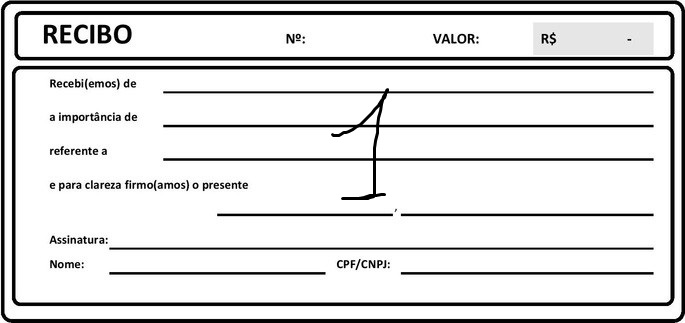 RECIBO Nº: VALOR: R$ -
Recebi(emos) de
a importância de
1
referente a
e para clareza firmo(amos) o presente
,
Assinatura:
Nome: CPF/CNPJ: